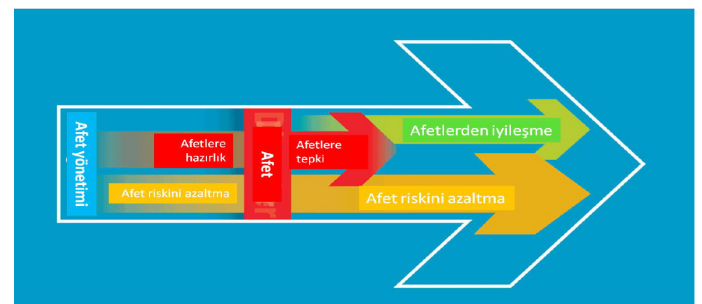 Afet yönetimi
Afetlere
hazırlık
Afet riskini azaltma
Afet
Afetlere
tepki
Afetlerden iyileşme
Afet riskini azaltma